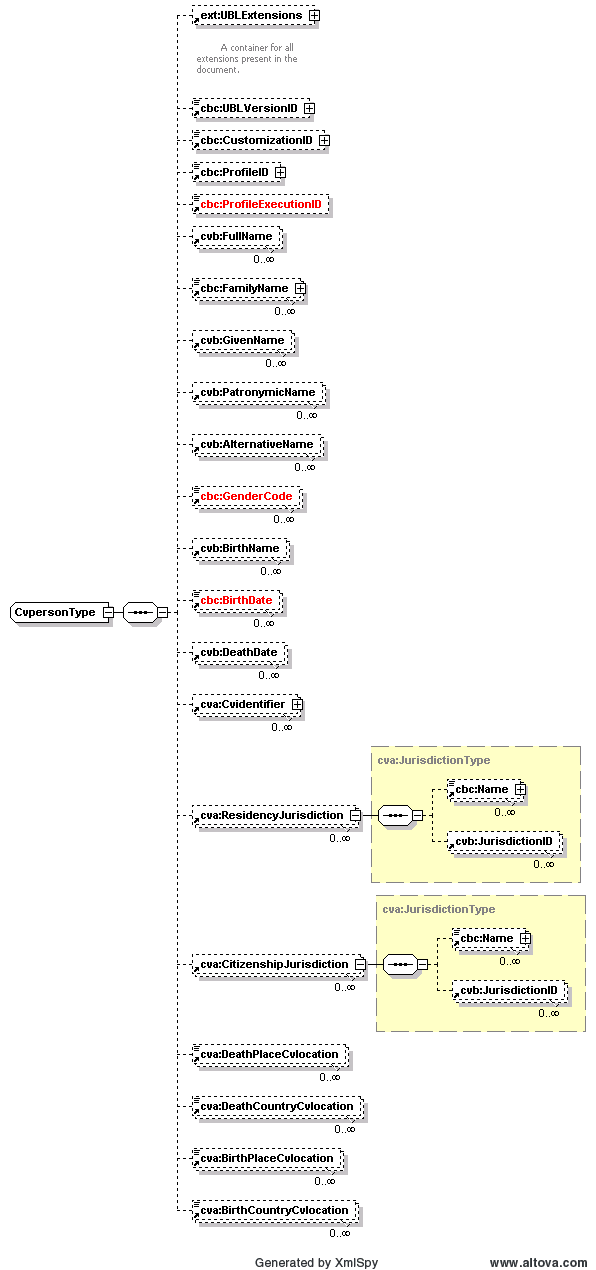 ext:UBLExtensions
A container for all
extensions present in the
document.
cbc:UBLVersionID
cbc:CustomizationID
cbc:ProfileID
cbc:ProfileExecutionID
cvb:FullName
0..∞
cbc:FamilyName
0..∞
cvb:GivenName
0..∞
cvb:PatronymicName
0..∞
cvb:AlternativeName
0..∞
cbc:GenderCode
0..∞
cvb:BirthName
0..∞
cbc:BirthDate
0..∞
CvpersonType
cvb:DeathDate
0..∞
cva:Cvidentifier
0..∞
cva:JurisdictionType
cbc:Name
0..∞
cva:ResidencyJurisdiction
0..∞
cvb:JurisdictionID
0..∞
cva:JurisdictionType
cbc:Name
0..∞
cva:CitizenshipJurisdiction
0..∞
cvb:JurisdictionID
0..∞
cva:DeathPlaceCvlocation
0..∞
cva:DeathCountryCvlocation
0..∞
cva:BirthPlaceCvlocation
0..∞
cva:BirthCountryCvlocation
0..∞
Generated by XmlSpy
www.altova.com